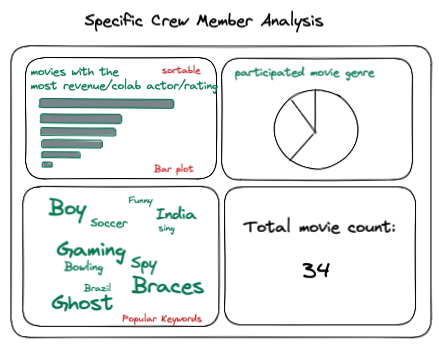 Specific Crew Member Analysis
movies with the
sortable
most revenue/colab actor/rating
Bar plot
participated movie genre
Boy
Funny
India
Soccer
sing
Gaming
Bowling
Spy
Brazil
Braces
Ghost
Popular Keywords
Total movie count:
34